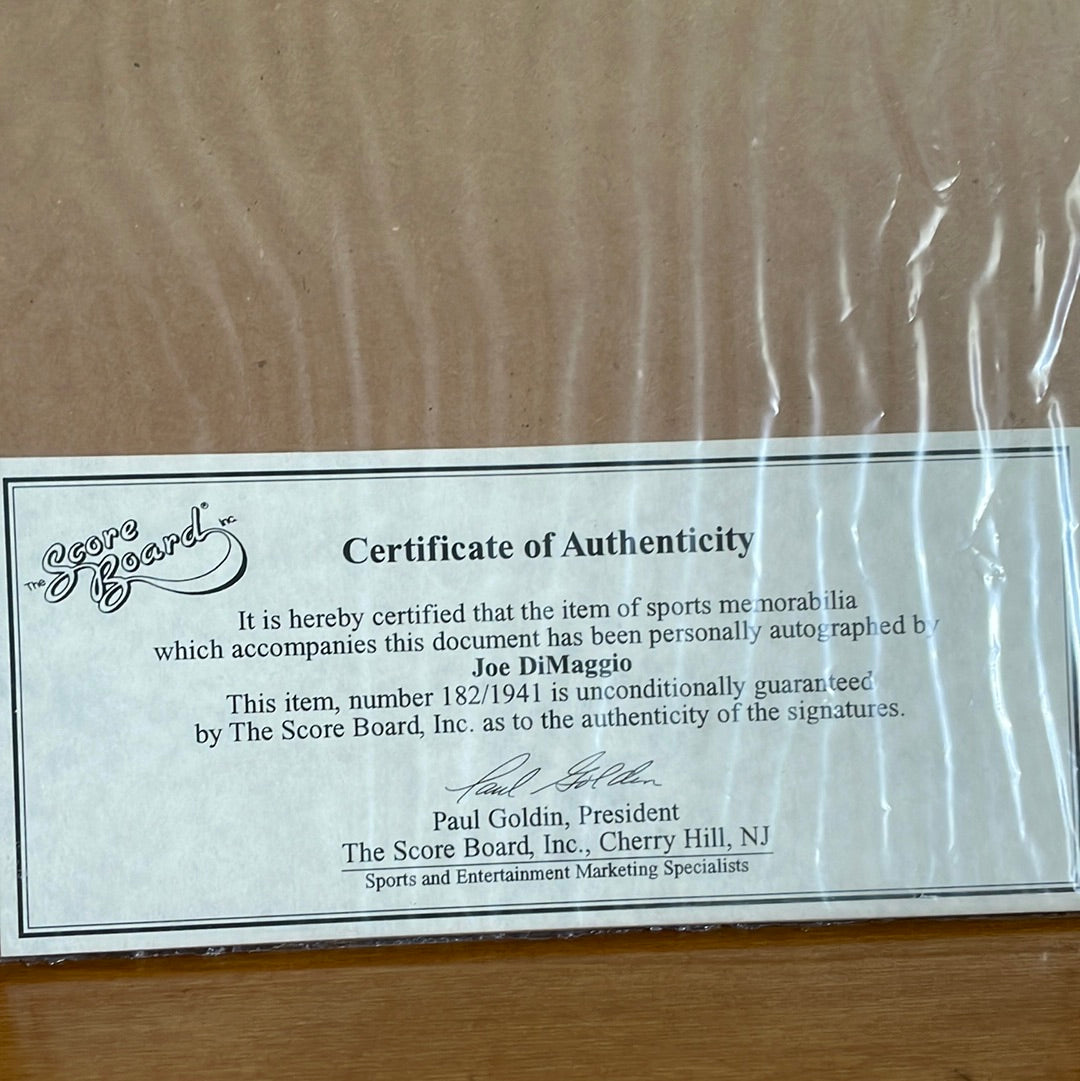 The Score Board® Inc.
Certificate of Authenticity
It is hereby certified that the item of sports memorabilia
which accompanies this document has been personally autographed by
Joe DiMaggio
This item, number 182/1941 is unconditionally guaranteed
by The Score Board, Inc. as to the authenticity of the signatures.
Paul Goldin
Paul Goldin, President
The Score Board, Inc., Cherry Hill, NJ
Sports and Entertainment Marketing Specialists